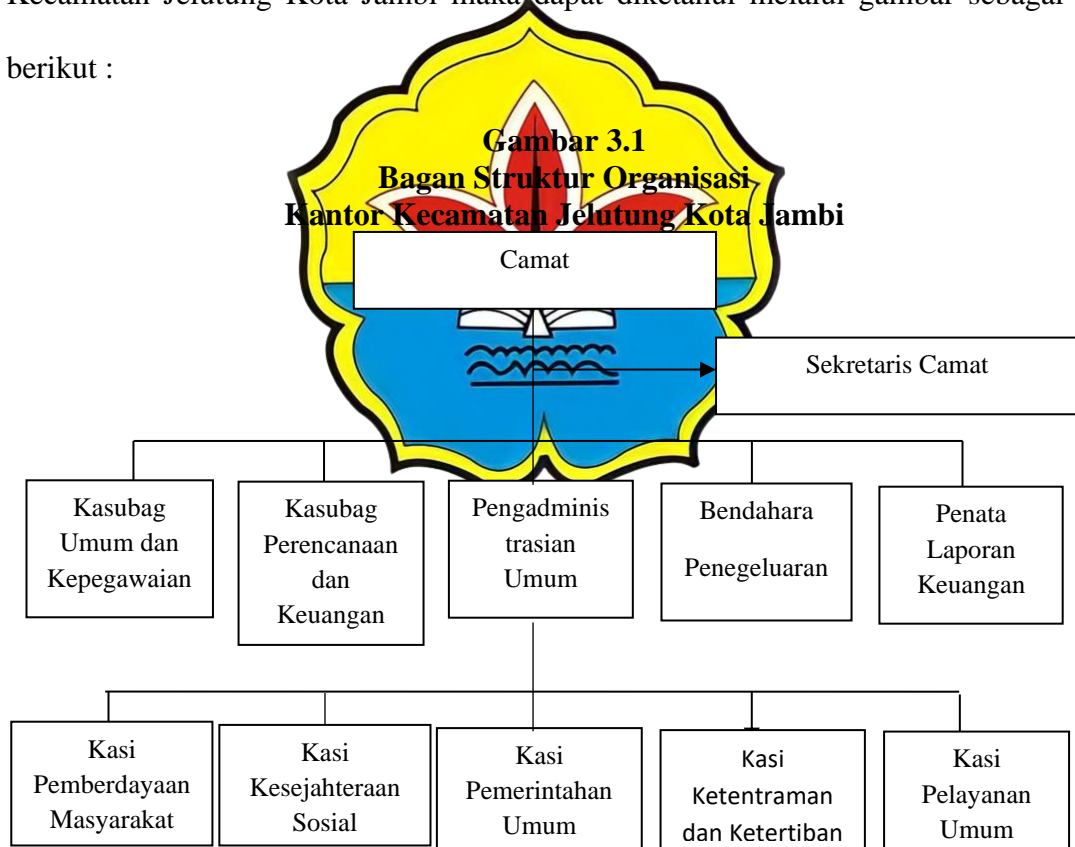 Kecamatan Jelutung Kota Jambi maka dapat diketahui melalui gambar sebagai
berikut :
Gambar 3.1
Bagan Struktur Organisasi
Kantor Kecamatan Jelutung Kota Jambi
Camat
Sekretaris Camat
Kasubag
Umum dan
Kepegawaian
Kasubag
Perencanaan
dan
Keuangan
Pengadminis
trasian
Umum
Bendahara
Penegeluaran
Penata
Laporan
Keuangan
Kasi
Pemberdayaan
Masyarakat
Kasi
Kesejahteraan
Sosial
Kasi
Pemerintahan
Umum
Kasi
Ketentraman
dan Ketertiban
Kasi
Pelayanan
Umum